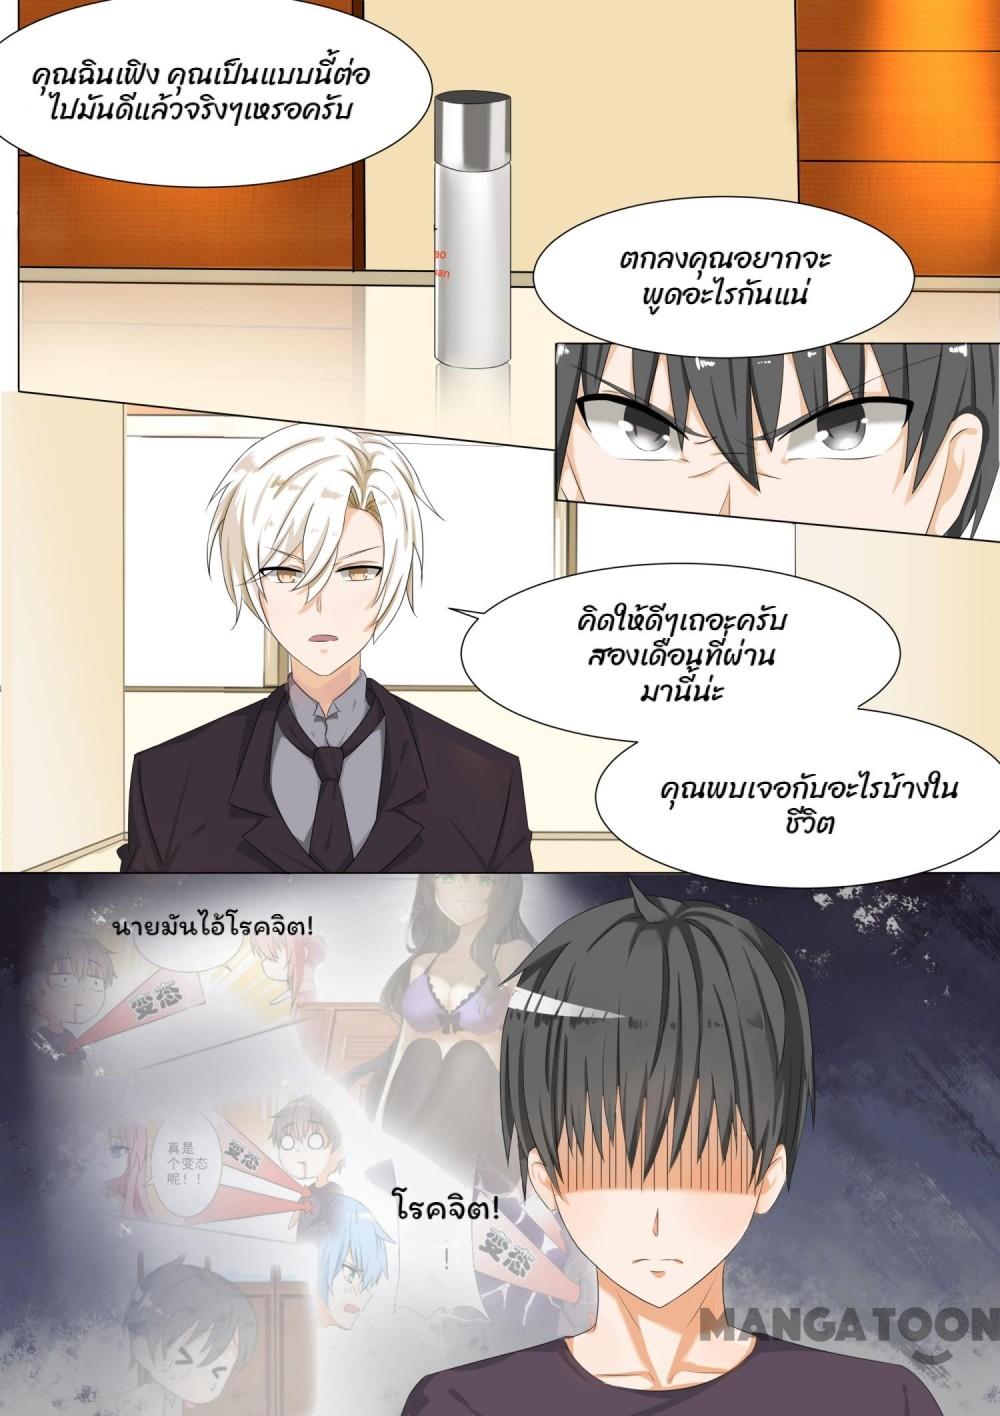 คุณฉินเฟิง คุณเป็นแบบนี้ต่อ
ไปมันดีแล้วจริงๆเหรอครับ
ao
uan
ตกลงคุณอยากจะ
พูดอะไรกันแน่
คิดให้ดีๆเถอะครับ
สองเดือนที่ผ่าน
มานี้น่ะ
คุณพบเจอกับอะไรบ้างใน
ชีวิต
นายมันไอ้โรคจิต!
变态
真是
个变态
呢！！
变态
โรคจิต!
变态
!
MANGATOON